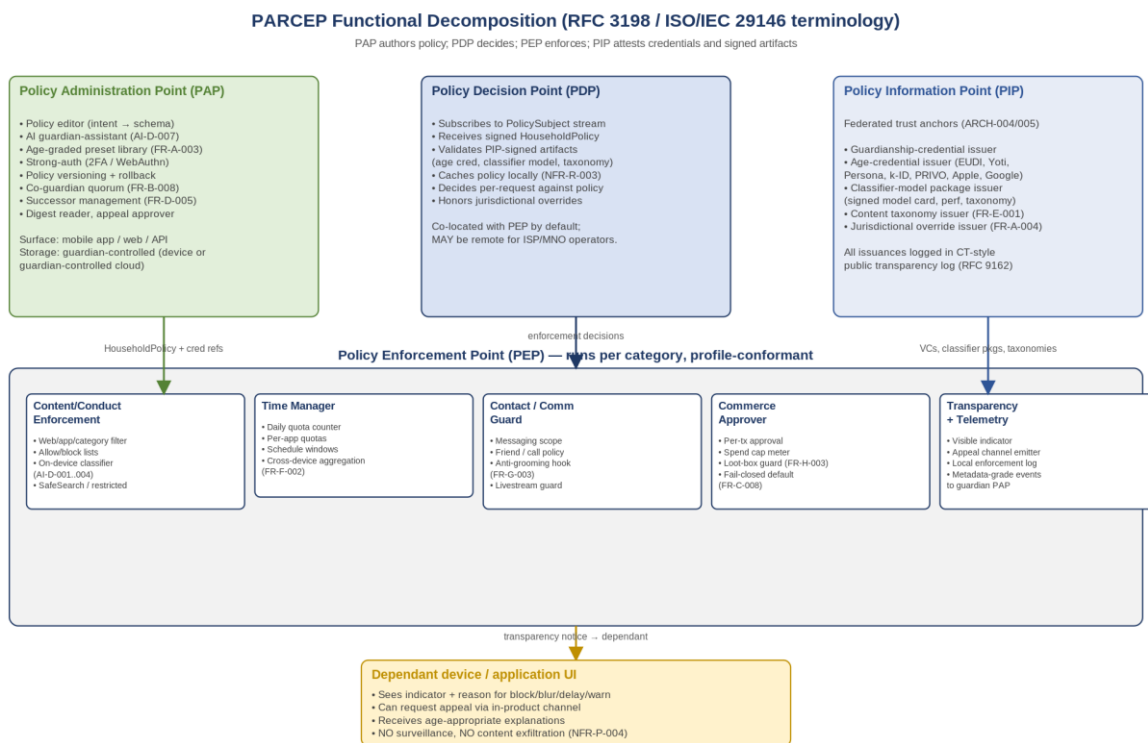 PARCEP Functional Decomposition (RFC 3198 / ISO/IEC 29146 terminology)
PAP authors policy; PDP decides; PEP enforces; PIP attests credentials and signed artifacts
Policy Administration Point (PAP)
• Policy editor (intent → schema)
• AI guardian-assistant (AI-D-007)
• Age-graded preset library (FR-A-003)
• Strong-auth (2FA / WebAuthn)
• Policy versioning + rollback
• Co-guardian quorum (FR-B-008)
• Successor management (FR-D-005)
• Digest reader, appeal approver
Surface: mobile app / web / API
Storage: guardian-controlled (device or
guardian-controlled cloud)
Policy Decision Point (PDP)
• Subscribes to PolicySubject stream
• Receives signed HouseholdPolicy
• Validates PIP-signed artifacts
(age cred, classifier model, taxonomy)
• Caches policy locally (NFR-R-003)
• Decides per-request against policy
• Honors jurisdictional overrides
Co-located with PEP by default;
MAY be remote for ISP/MNO operators.
Policy Information Point (PIP)
Federated trust anchors (ARCH-004/005)
• Guardianship-credential issuer
• Age-credential issuer (EUDI, Yoti,
Persona, k-ID, PRIVO, Apple, Google)
• Classifier-model package issuer
(signed model card, perf, taxonomy)
• Content taxonomy issuer (FR-E-001)
• Jurisdictional override issuer (FR-A-004)
All issuances logged in CT-style
public transparency log (RFC 9162)
HouseholdPolicy + cred refs
enforcement decisions
VCs, classifier pkgs, taxonomies
Policy Enforcement Point (PEP) — runs per category, profile-conformant
Content/Conduct
Enforcement
• Web/app/category filter
• Allow/block lists
• On-device classifier
(AI-D-001..004)
• SafeSearch / restricted
Time Manager
• Daily quota counter
• Per-app quotas
• Schedule windows
• Cross-device aggregation
(FR-F-002)
Contact / Comm
Guard
• Messaging scope
• Friend / call policy
• Anti-grooming hook
(FR-G-003)
• Livestream guard
Commerce
Approver
• Per-tx approval
• Spend cap meter
• Loot-box guard (FR-H-003)
• Fail-closed default
(FR-C-008)
Transparency
+ Telemetry
• Visible indicator
• Appeal channel emitter
• Local enforcement log
• Metadata-grade events
to guardian PAP
transparency notice → dependant
Dependant device / application UI
• Sees indicator + reason for block/blur/delay/warn
• Can request appeal via in-product channel
• Receives age-appropriate explanations
• NO surveillance, NO content exfiltration (NFR-P-004)